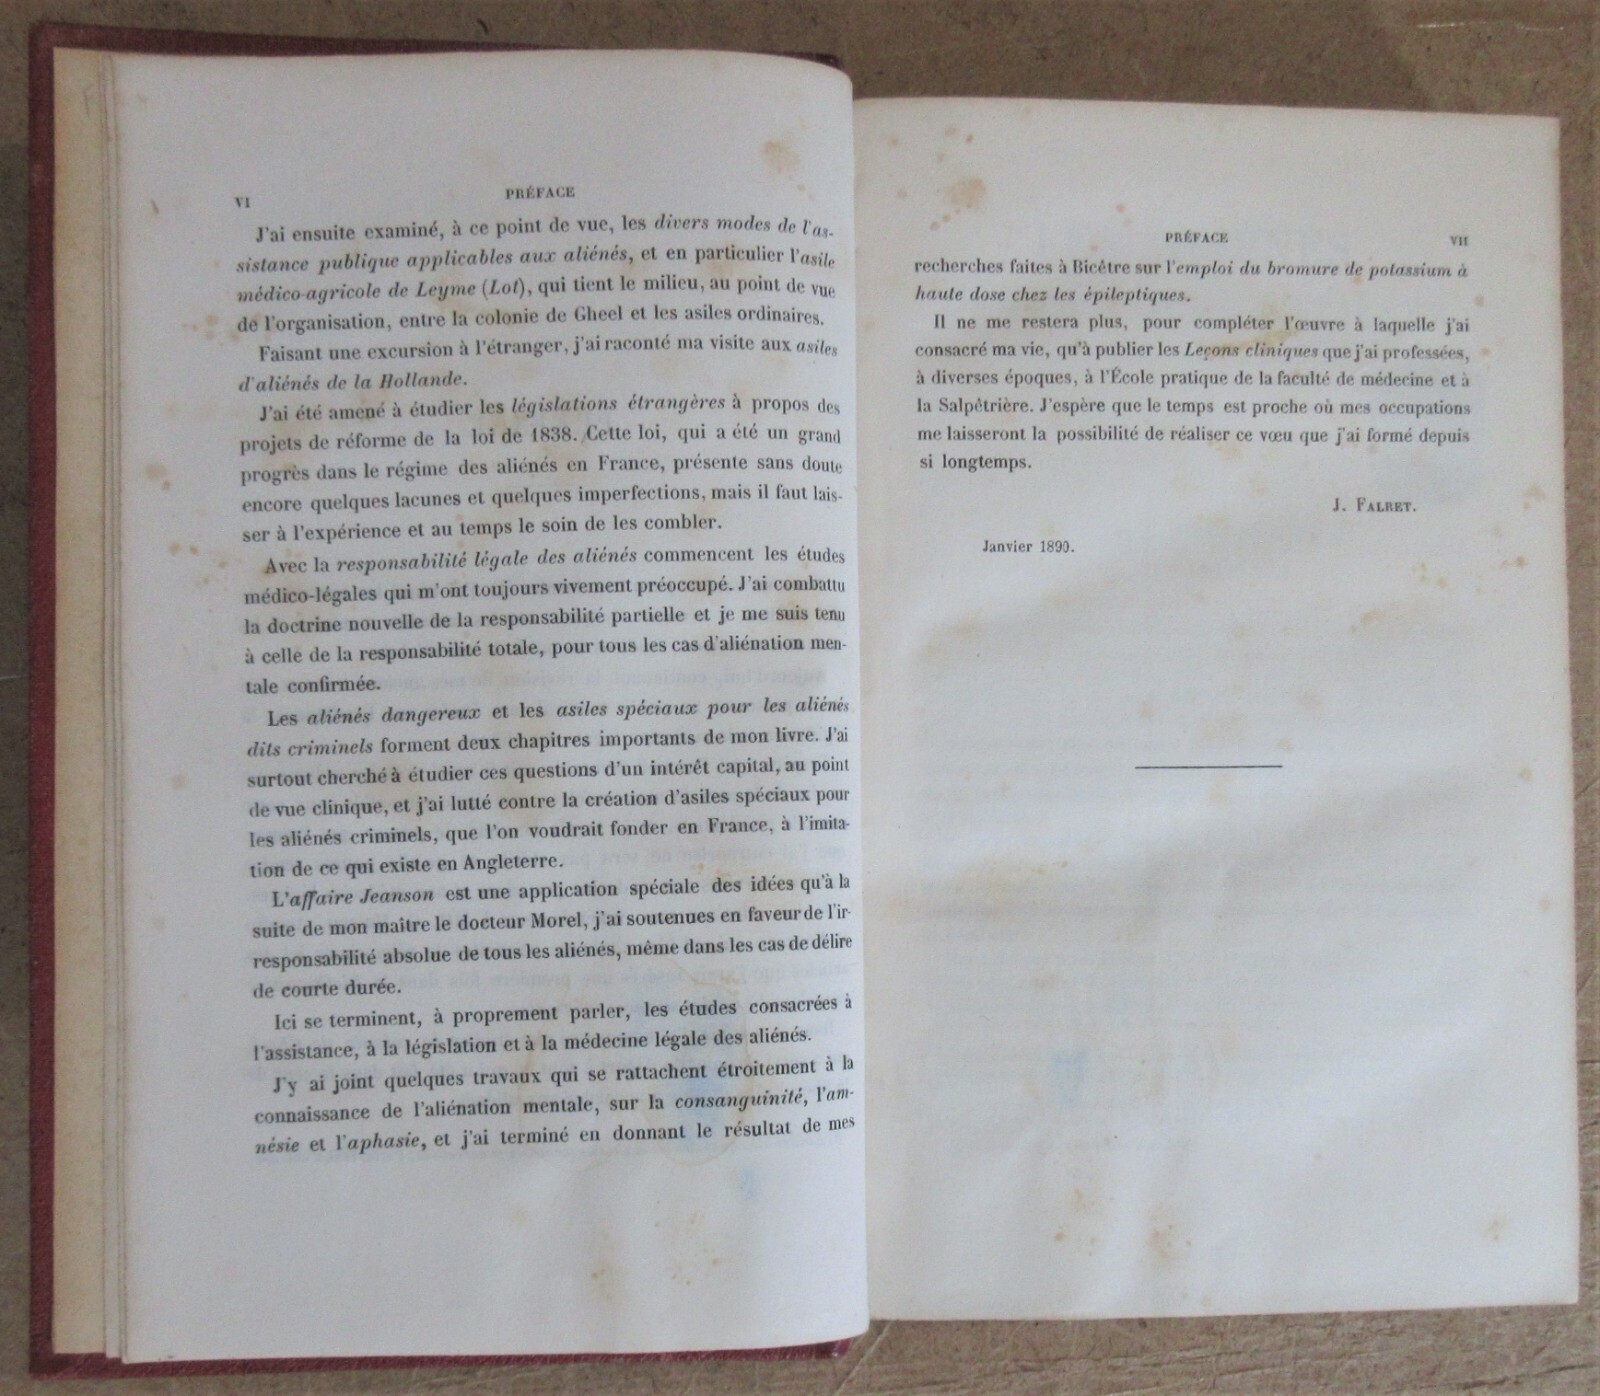 VI
PRÉFACE
J'ai ensuite examiné, à ce point de vue, les divers modes de l'as-
sistance publique applicables aux aliénés, et en particulier l'asile
médico-agricole de Leyme (Lot), qui tient le milieu, au point de vue
de l'organisation, entre la colonie de Gheel et les asiles ordinaires.
Faisant une excursion à l'étranger, j'ai raconté ma visite aux asiles
d'aliénés de la Hollande.
J'ai été amené à étudier les législations étrangères à propos des
projets de réforme de la loi de 1838. Cette loi, qui a été un grand
progrès dans le régime des aliénés en France, présente sans doute
encore quelques lacunes et quelques imperfections, mais il faut lais-
ser à l'expérience et au temps le soin de les combler.
Avec la responsabilité légale des aliénés commencent les études
médico-légales qui m'ont toujours vivement préoccupé. J'ai combattu
la doctrine nouvelle de la responsabilité partielle et je me suis tenu
à celle de la responsabilité totale, pour tous les cas d'aliénation men-
tale confirmée.
Les aliénés dangereux et les asiles spéciaux pour les aliénés
dits criminels forment deux chapitres importants de mon livre. J'ai
surtout cherché à étudier ces questions d'un intérêt capital, au point
de vue clinique, et j'ai lutté contre la création d'asiles spéciaux pour
les aliénés criminels, que l'on voudrait fonder en France, à l'imita-
tion de ce qui existe en Angleterre.
L'affaire Jeanson est une application spéciale des idées qu'à la
suite de mon maître le docteur Morel, j'ai soutenues en faveur de l'ir-
responsabilité absolue de tous les aliénés, même dans les cas de délire
de courte durée.
Ici se terminent, à proprement parler, les études consacrées à
l'assistance, à la législation et à la médecine légale des aliénés.
J'y ai joint quelques travaux qui se rattachent étroitement à la
connaissance de l'aliénation mentale, sur la consanguinité, l'am-
nésie et l'aphasie, et j'ai terminé en donnant le résultat de mes
PRÉFACE
VII
recherches faites à Bicêtre sur l'emploi du bromure de potassium à
haute dose chez les épileptiques.
Il ne me restera plus, pour compléter l'œuvre à laquelle j'ai
consacré ma vie, qu'à publier les Leçons cliniques que j'ai professées,
à diverses époques, à l'École pratique de la faculté de médecine et à
la Salpêtrière. J'espère que le temps est proche où mes occupations
me laisseront la possibilité de réaliser ce vœu que j'ai formé depuis
si longtemps.
J. FALRET.
Janvier 1890.